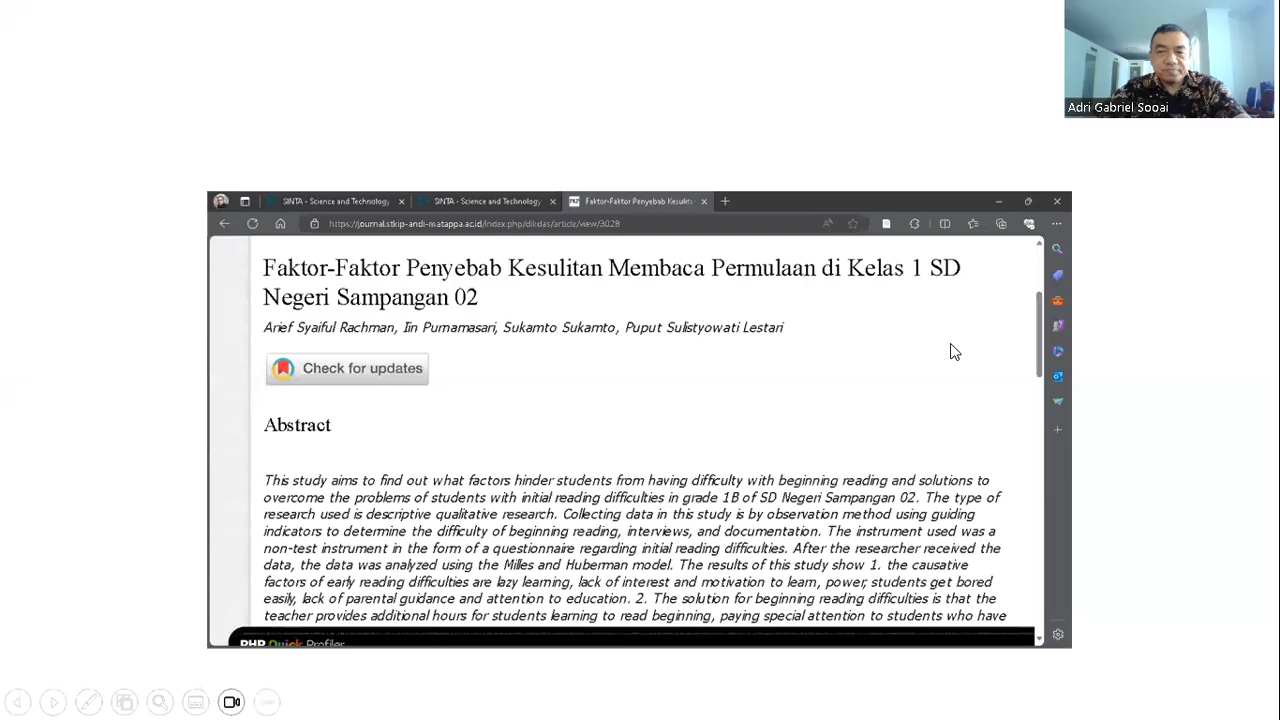 Adri Gabriel Sooai
SINTA - Science and Technology
SINTA - Science and Technology
Faktor-Faktor Penyebab Kesulita
https://journal.stkip-andi-matappa.ac.id/index.php/dikdas/article/view/3028
Faktor-Faktor Penyebab Kesulitan Membaca Permulaan di Kelas 1 SD
Negeri Sampangan 02
Arief Syaiful Rachman, Iin Purnamasari, Sukamto Sukamto, Puput Sulistyowati Lestari
Check for updates
Abstract
This study aims to find out what factors hinder students from having difficulty with beginning reading and solutions to
overcome the problems of students with initial reading difficulties in grade 1B of SD Negeri Sampangan 02. The type of
research used is descriptive qualitative research. Collecting data in this study is by observation method using guiding
indicators to determine the difficulty of beginning reading, interviews, and documentation. The instrument used was a
non-test instrument in the form of a questionnaire regarding initial reading difficulties. After the researcher received the
data, the data was analyzed using the Milles and Huberman model. The results of this study show 1. the causative
factors of early reading difficulties are lazy learning, lack of interest and motivation to learn, power, students get bored
easily, lack of parental guidance and attention to education. 2. The solution for beginning reading difficulties is that the
teacher provides additional hours for students learning to read beginning, paying special attention to students who have
PHP Quick Profiler